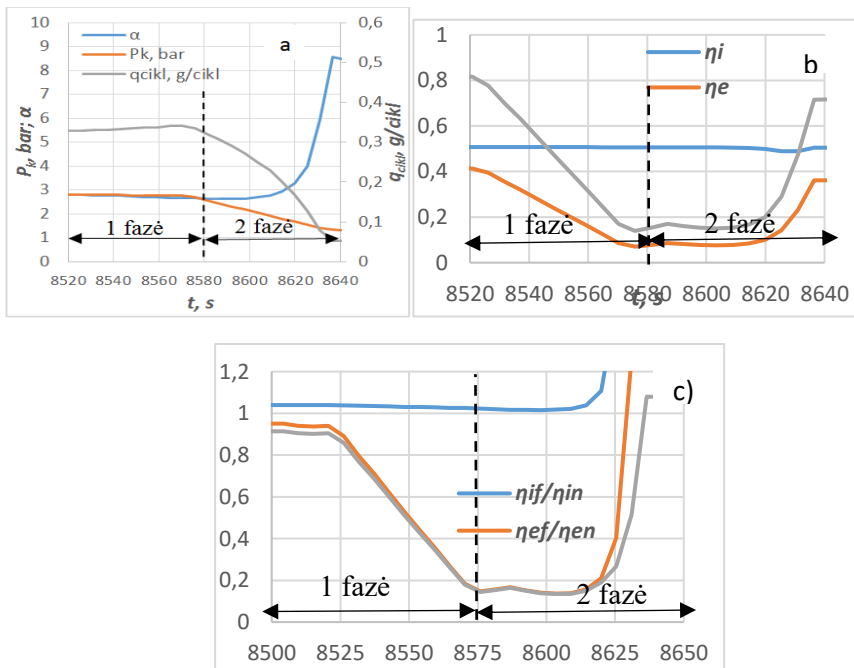 10
9
8
7
6
5
4
3
2
1
0
0,6
0,5
0,4
0,3
0,2
0,1
0
α
Pk, bar
qcikl, g/cikl
a
Pk, bar; α
qcikl, g/cikl
1 fazė
2 fazė
8520 8540 8560 8580 8600 8620 8640
t, s
1
0,8
0,6
0,4
0,2
0
b
ηi
ηe
1 fazė
2 fazė
8520 8540 8560 8580 8600 8620 8640
t, s
1,2
1
0,8
0,6
0,4
0,2
0
c)
ηif/ηin
ηef/ηen
1 fazė
2 fazė
8500 8525 8550 8575 8600 8625 8650